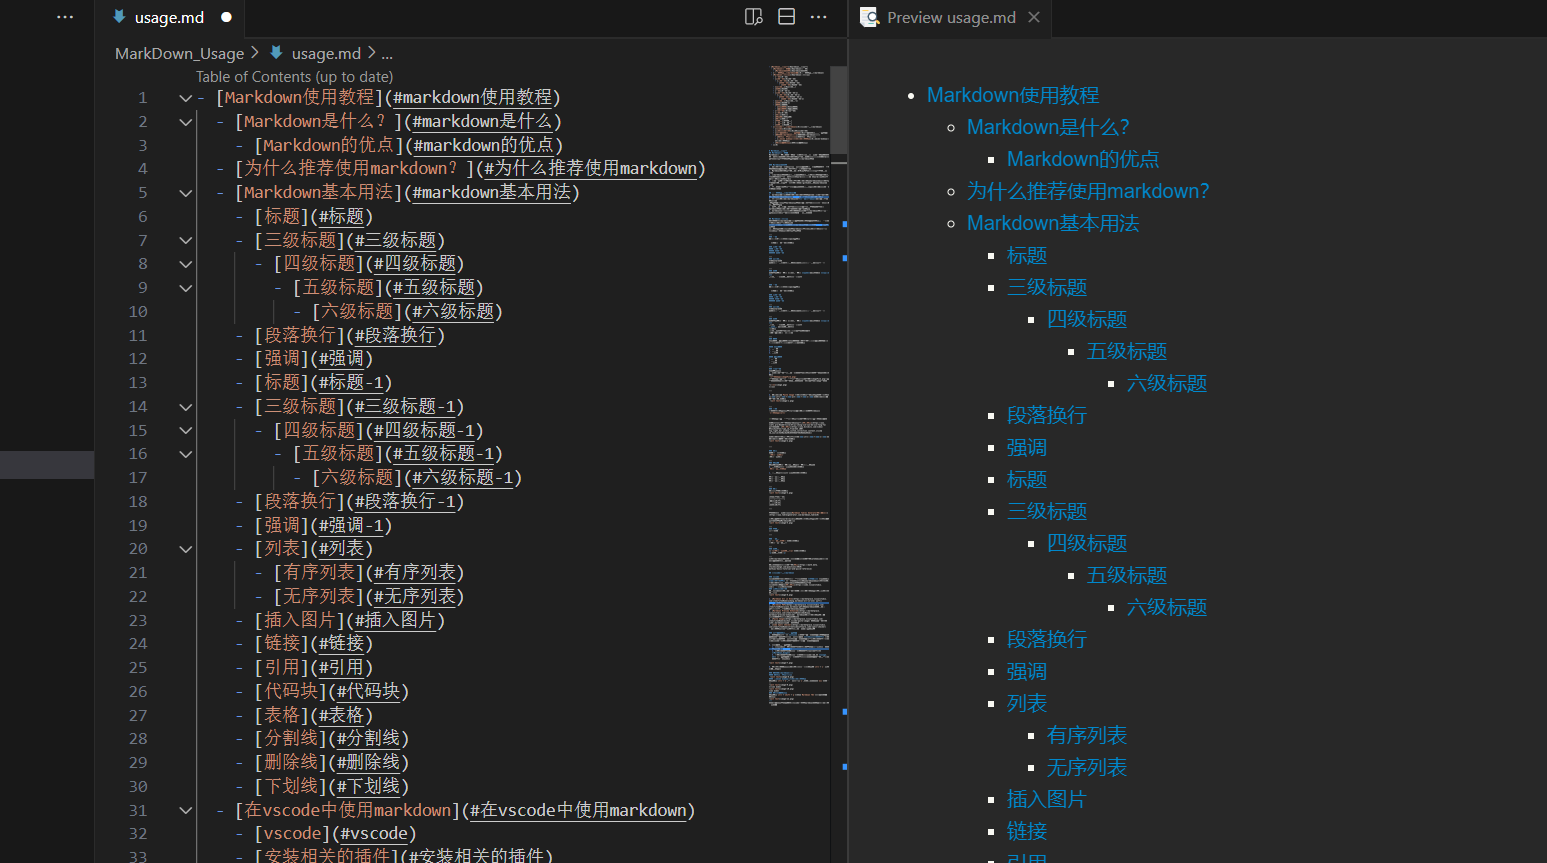 usage.md
Preview usage.md
MarkDown_Usage > usage.md > ...
Table of Contents (up to date)
1 - [Markdown使用教程](#markdown使用教程)
2 - [Markdown是什么？](#markdown是什么)
3 - [Markdown的优点](#markdown的优点)
4 - [为什么推荐使用markdown？](#为什么推荐使用markdown)
5 - [Markdown基本用法](#markdown基本用法)
6 - [标题](#标题)
7 - [三级标题](#三级标题)
8 - [四级标题](#四级标题)
9 - [五级标题](#五级标题)
10 - [六级标题](#六级标题)
11 - [段落换行](#段落换行)
12 - [强调](#强调)
13 - [标题](#标题-1)
14 - [三级标题](#三级标题-1)
15 - [四级标题](#四级标题-1)
16 - [五级标题](#五级标题-1)
17 - [六级标题](#六级标题-1)
18 - [段落换行](#段落换行-1)
19 - [强调](#强调-1)
20 - [列表](#列表)
21 - [有序列表](#有序列表)
22 - [无序列表](#无序列表)
23 - [插入图片](#插入图片)
24 - [链接](#链接)
25 - [引用](#引用)
26 - [代码块](#代码块)
27 - [表格](#表格)
28 - [分割线](#分割线)
29 - [删除线](#删除线)
30 - [下划线](#下划线)
31 - [在vscode中使用markdown](#在vscode中使用markdown)
32 - [vscode](#vscode)
33 - [安装相关的插件](#安装相关的插件)
Markdown使用教程
Markdown是什么？
Markdown的优点
为什么推荐使用markdown？
Markdown基本用法
标题
三级标题
四级标题
五级标题
六级标题
段落换行
强调
标题
三级标题
四级标题
五级标题
六级标题
段落换行
强调
列表
有序列表
无序列表
插入图片
链接
引用